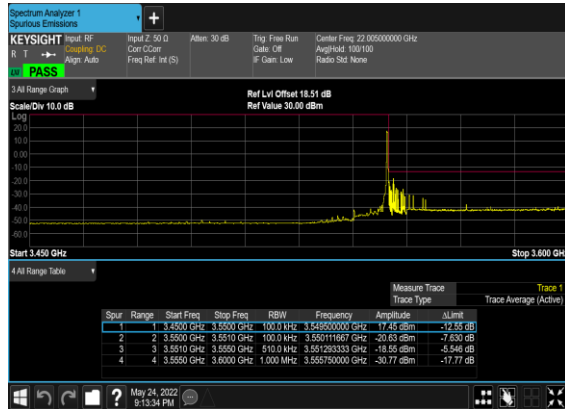 Spectrum Analyzer 1
Spurious Emissions
+
KEYSIGHT Input: RF Input Z: 50 Ω Atten: 30 dB Trig: Free Run Center Freq: 22.005000000 GHz
R T Coupling: DC Corr CCorr Gate: Off Avg|Hold: 100/100
Align: Auto Freq Ref: Int (S) IF Gain: Low Radio Std: None
PASS
3 All Range Graph
Ref Lvl Offset 18.51 dB
Scale/Div 10.0 dB Ref Value 30.00 dBm
Log
20.0
10.0
0.00
-10.0
-20.0
-30.0
-40.0
-50.0
-60.0
Start 3.450 GHz Stop 3.600 GH
4 All Range Table
Measure Trace Trace 1
Trace Type Trace Average (Active)
Spur Range Start Freq Stop Freq RBW Frequency Amplitude ΔLimit
1 1 3.4500 GHz 3.5500 GHz 100.0 kHz 3.549500000 GHz 17.45 dBm -12.55 dB
2 2 3.5500 GHz 3.5510 GHz 100.0 kHz 3.550111667 GHz -20.63 dBm -7.630 dB
3 3 3.5510 GHz 3.5550 GHz 510.0 kHz 3.551293333 GHz -18.55 dBm -5.546 dB
4 4 3.5550 GHz 3.6000 GHz 1.000 MHz 3.555750000 GHz -30.77 dBm -17.77 dB
? May 24, 2022
9:13:34 PM